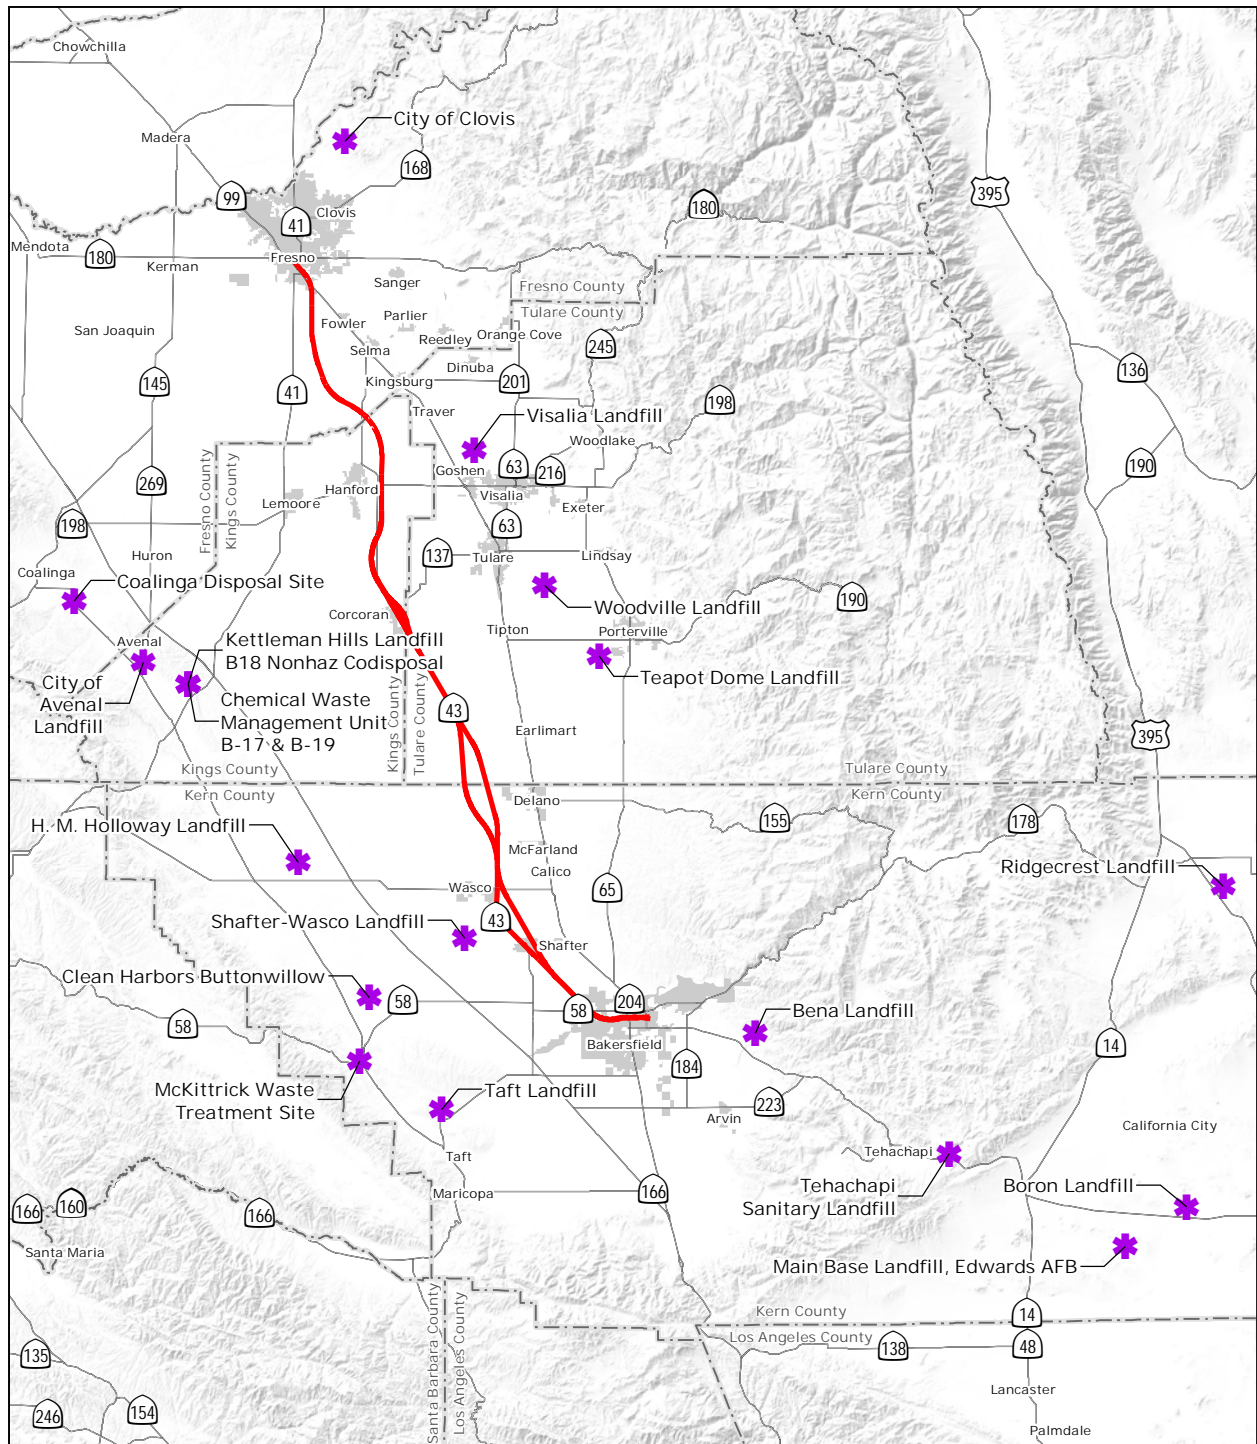 Chowchilla
City of Clovis
Madera
168
99
Clovis
41
180
395
Mendota
180
Fresno
Kerman
Sanger
Fresno County
Tulare County
Parlier
Fowler
San Joaquin
Reedley
Orange Cove
245
Selma
Dinuba
136
145
41
Kingsburg
201
198
Traver
Visalia Landfill
Woodlake
Goshen
63
216
190
Fresno County
Kings County
269
Hanford
Lemoore
Visalia
Exeter
198
63
Huron
137
Tulare
Lindsay
Coalinga
Coalinga Disposal Site
190
Woodville Landfill
Corcoran
Tipton
Porterville
Avenal
Kettleman Hills Landfill
B18 Nonhaz Codisposal
Teapot Dome Landfill
City of
Avenal
Landfill
Chemical Waste
Management Unit
B-17 & B-19
43
Kings County
Tulare County
Earlimart
395
Kings County
Kern County
Tulare County
Kern County
Delano
155
178
H. M. Holloway Landfill
McFarland
Calico
Ridgecrest Landfill
Wasco
65
Shafter-Wasco Landfill
43
Shafter
Clean Harbors Buttonwillow
58
204
58
58
Bena Landfill
Bakersfield
14
184
McKittrick Waste
Treatment Site
Taft Landfill
223
Arvin
California City
Taft
Tehachapi
Tehachapi
Sanitary Landfill
Maricopa
166
Boron Landfill
166
160
166
Santa Maria
Main Base Landfill, Edwards AFB
Kern County
Los Angeles County
14
Santa Barbara County
Los Angeles County
138
48
135
Lancaster
246
154
Palmdale